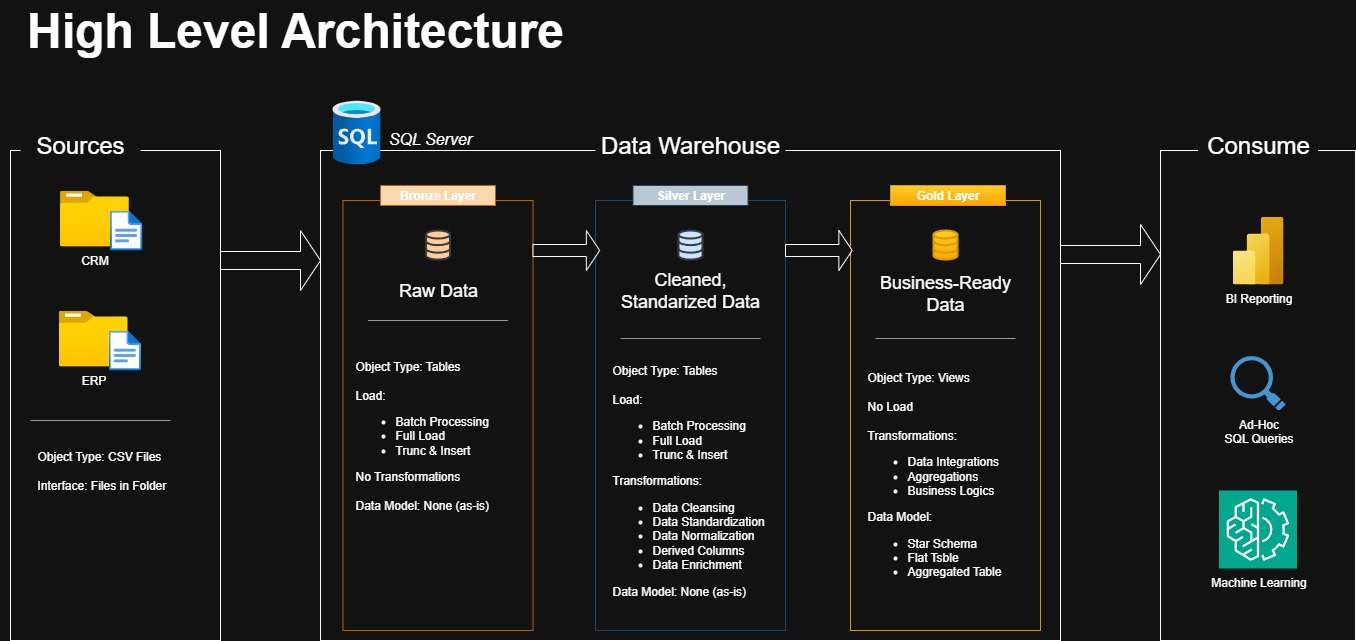 High Level Architecture
Sources
CRM
ERP
Object Type: CSV Files
Interface: Files in Folder
SQL
SQL Server
Data Warehouse
Bronze Layer
Raw Data
Object Type: Tables
Load:
• Batch Processing
• Full Load
• Trunc & Insert
No Transformations
Data Model: None (as-is)
Silver Layer
Cleaned,
Standarized Data
Object Type: Tables
Load:
• Batch Processing
• Full Load
• Trunc & Insert
Transformations:
• Data Cleansing
• Data Standardization
• Data Normalization
• Derived Columns
• Data Enrichment
Data Model: None (as-is)
Gold Layer
Business-Ready
Data
Object Type: Views
No Load
Transformations:
• Data Integrations
• Aggregations
• Business Logics
Data Model:
• Star Schema
• Flat Tsble
• Aggregated Table
Consume
BI Reporting
Ad-Hoc
SQL Queries
Machine Learning